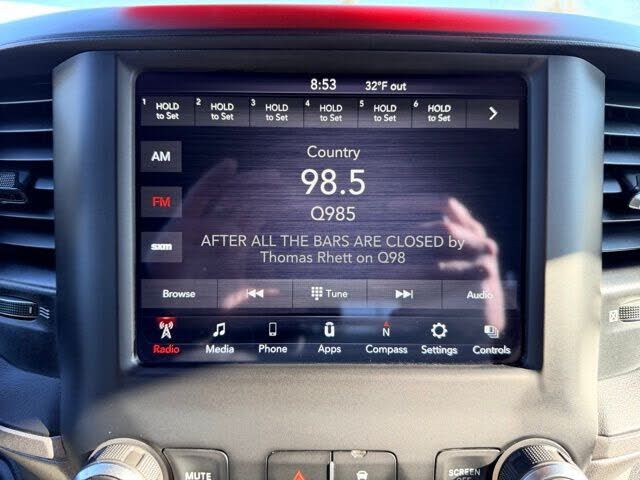 8:53 32°F out
1 HOLD to Set 2 HOLD to Set 3 HOLD to Set 4 HOLD to Set 5 HOLD to Set 6 HOLD to Set
AM
Country
98.5
FM
Q985
sxm
AFTER ALL THE BARS ARE CLOSED by
Thomas Rhett on Q98
Browse Tune Audio
Radio Media Phone Apps Compass Settings Controls
N
MUTE
SCREEN
OFF